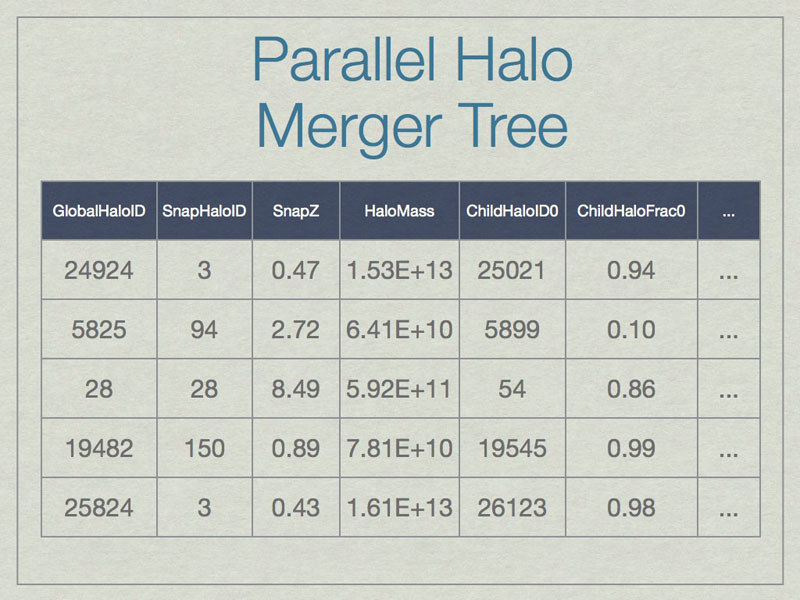 Parallel Halo
Merger Tree
GlobalHaloID SnapHaloID SnapZ HaloMass ChildHaloID0 ChildHaloFrac0 ...
24924 3 0.47 1.53E+13 25021 0.94 ...
5825 94 2.72 6.41E+10 5899 0.10 ...
28 28 8.49 5.92E+11 54 0.86 ...
19482 150 0.89 7.81E+10 19545 0.99 ...
25824 3 0.43 1.61E+13 26123 0.98 ...